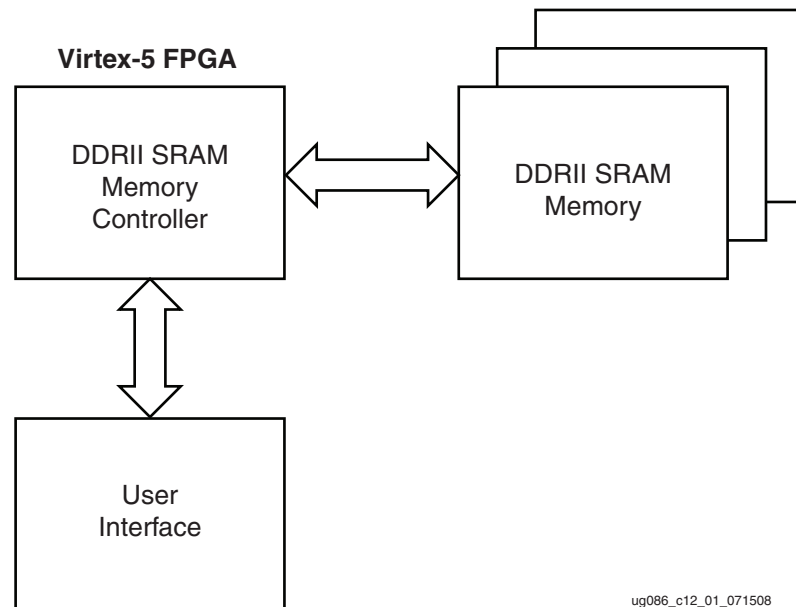 Virtex-5 FPGA
DDRII SRAM
Memory
Controller
DDRII SRAM
Memory
User
Interface
ug086_c12_01_071508